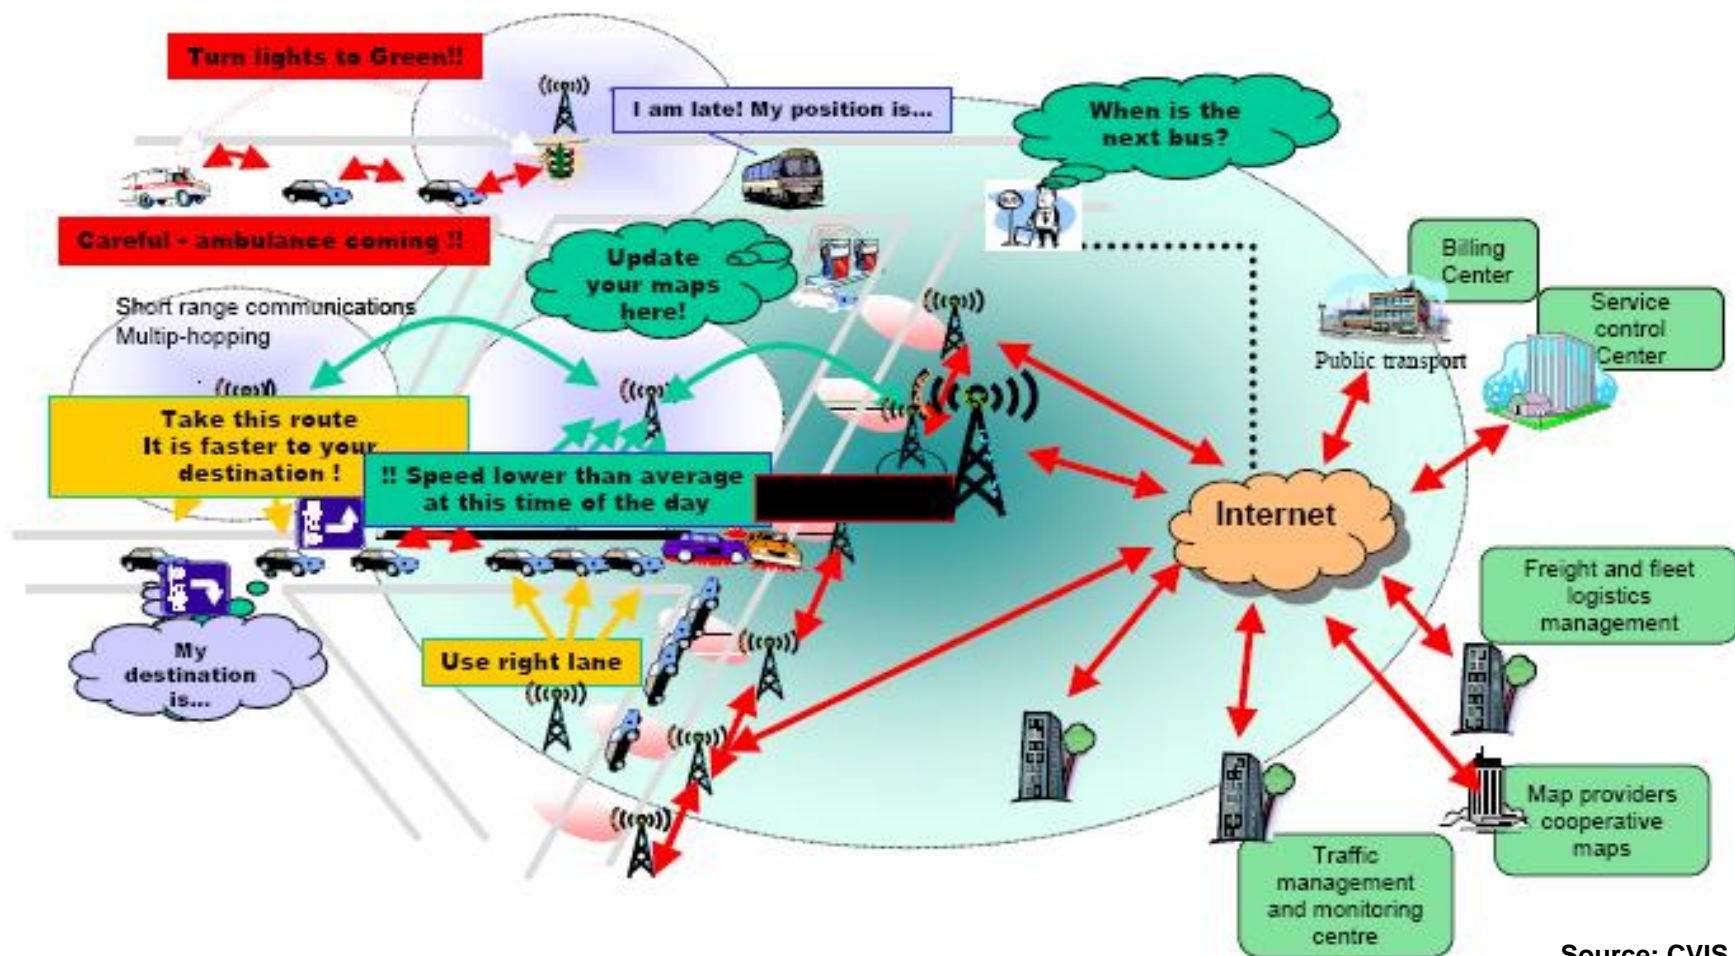 Turn lights to Green!!
I am late! My position is...
When is the
next bus?
Careful - ambulance coming !!
Update
your maps
here!
Billing
Center
Short range communications
Multip-hopping
Service
control
Center
Public transport
Take this route
It is faster to your
destination !
!! Speed lower than average
at this time of the day
Internet
Freight and fleet
logistics
management
My
destination
is...
Use right lane
Map providers
cooperative
maps
Traffic
management
and monitoring
centre
Source: CVIS